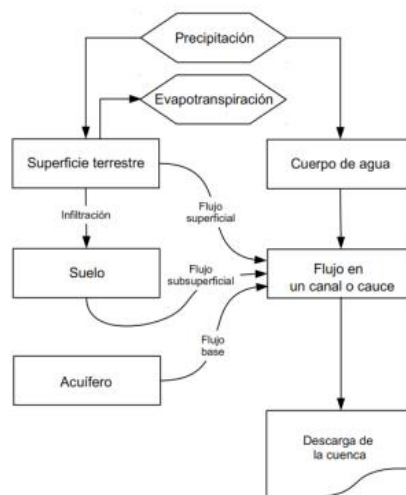 Precipitación
Evapotranspiración
Superficie terrestre
Cuerpo de agua
Infiltración
Flujo
superficial
Suelo
Flujo
subsuperficial
Flujo en
un canal o cauce
Flujo
base
Acuífero
Descarga de
la cuenca